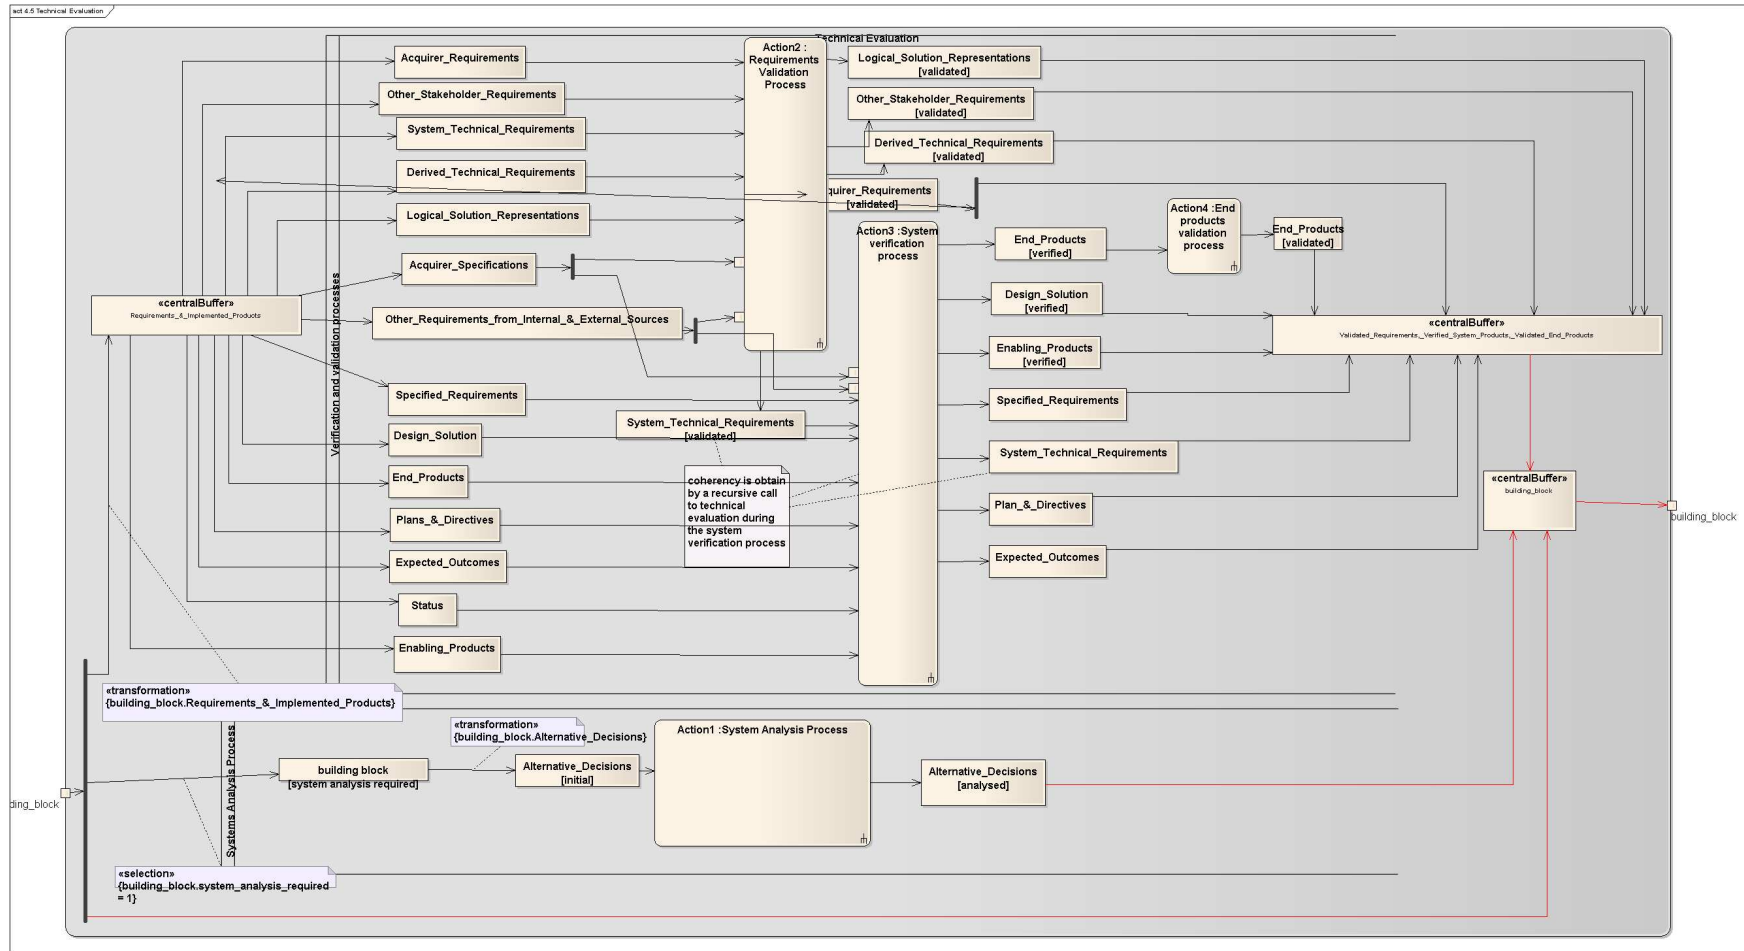 act 4.5 Technical Evaluation
Technical Evaluation
Verification and validation processes
Systems Analysis Process
Acquirer_Requirements
Other_Stakeholder_Requirements
System_Technical_Requirements
Derived_Technical_Requirements
Logical_Solution_Representations
Acquirer_Specifications
«centralBuffer»
Requirements_&_Implemented_Products
Other_Requirements_from_Internal_&_External_Sources
Specified_Requirements
Design_Solution
End_Products
Plans_&_Directives
Expected_Outcomes
Status
Enabling_Products
Action2 :
Requirements
Validation
Process
Logical_Solution_Representations
[validated]
Other_Stakeholder_Requirements
[validated]
Derived_Technical_Requirements
[validated]
quirer_Requirements
[validated]
Action3 :System
verification
process
System_Technical_Requirements
[validated]
coherency is obtain
by a recursive call
to technical
evaluation during
the system
verification process
End_Products
[verified]
Action4 :End
products
validation
process
End_Products
[validated]
Design_Solution
[verified]
Enabling_Products
[verified]
Specified_Requirements
System_Technical_Requirements
Plan_&_Directives
Expected_Outcomes
«centralBuffer»
Validated_Requirements,_Verified_System_Products,_Validated_End_Products
«centralBuffer»
building_block
building_block
«transformation»
{building_block.Requirements_&_Implemented_Products}
«transformation»
{building_block.Alternative_Decisions}
building block
[system analysis required]
Alternative_Decisions
[initial]
Action1 :System Analysis Process
Alternative_Decisions
[analysed]
ding_block
«selection»
{building_block.system_analysis_required
= 1}